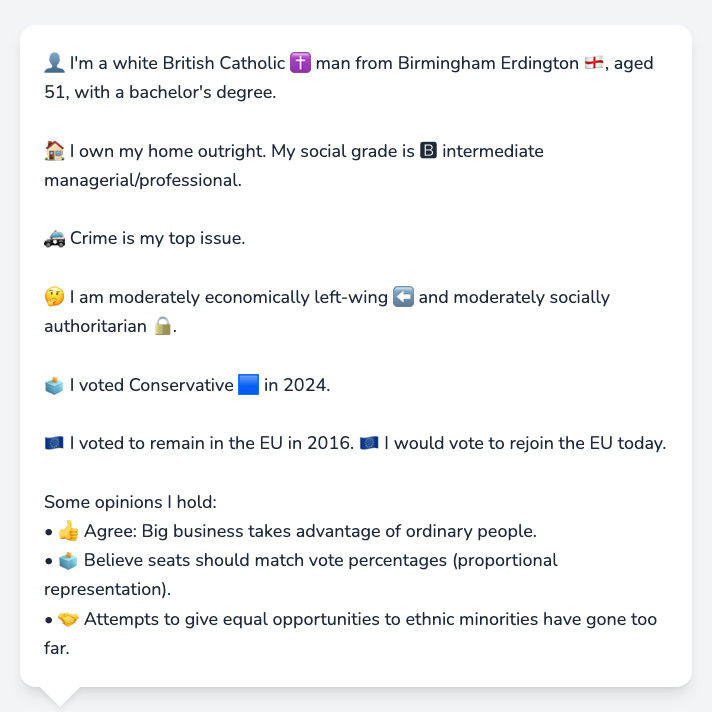 👤 I'm a white British Catholic ✝️ man from Birmingham Erdington 🏴󠁧󠁢󠁥󠁮󠁧󠁿, aged
51, with a bachelor's degree.
🏠 I own my home outright. My social grade is 🅱 intermediate
managerial/professional.
🚓 Crime is my top issue.
🤔 I am moderately economically left-wing ⬅️ and moderately socially
authoritarian 🔒.
🗳️ I voted Conservative 🟦 in 2024.
🇪🇺 I voted to remain in the EU in 2016. 🇪🇺 I would vote to rejoin the EU today.
Some opinions I hold:
• 👍 Agree: Big business takes advantage of ordinary people.
• 🗳️ Believe seats should match vote percentages (proportional
representation).
• 🤝 Attempts to give equal opportunities to ethnic minorities have gone too
far.